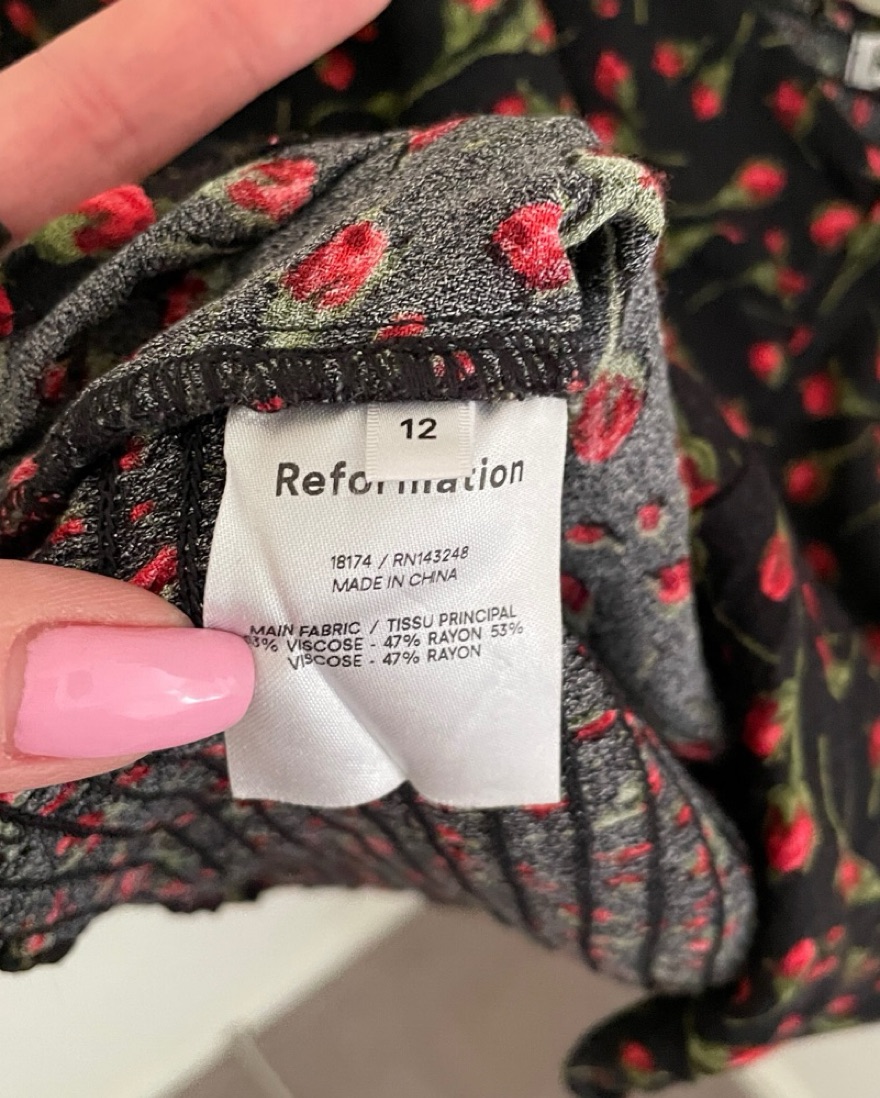 12
Reformation
18174 / RN143248
MADE IN CHINA
MAIN FABRIC / TISSU PRINCIPAL
53% VISCOSE - 47% RAYON 53%
VISCOSE - 47% RAYON